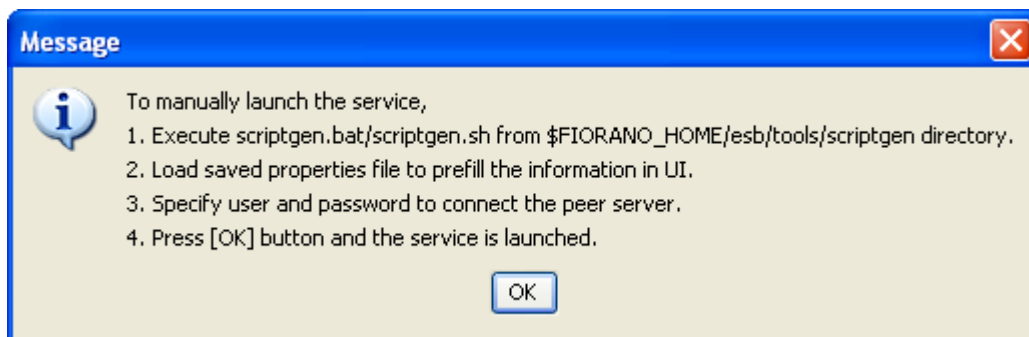 Message
To manually launch the service,
1. Execute scriptgen.bat/scriptgen.sh from $FIORANO_HOME/esb/tools/scriptgen directory.
2. Load saved properties file to prefill the information in UI.
3. Specify user and password to connect the peer server.
4. Press [OK] button and the service is launched.
OK